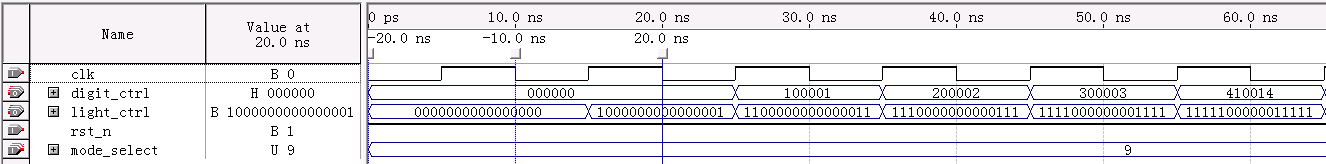 Name
Value at
20.0 ns
0 ps 10.0 ns 20.0 ns 30.0 ns 40.0 ns 50.0 ns 60.0 ns
-20.0 ns -10.0 ns 20.0 ns
clk B 0
digit_ctrl H 000000 000000 100001 200002 300003 410014
light_ctrl B 1000000000000001 0000000000000000 1000000000000001 1100000000000011 1110000000000111 1111000000001111 1111100000011111
rst_n B 1
mode_select U 9 9